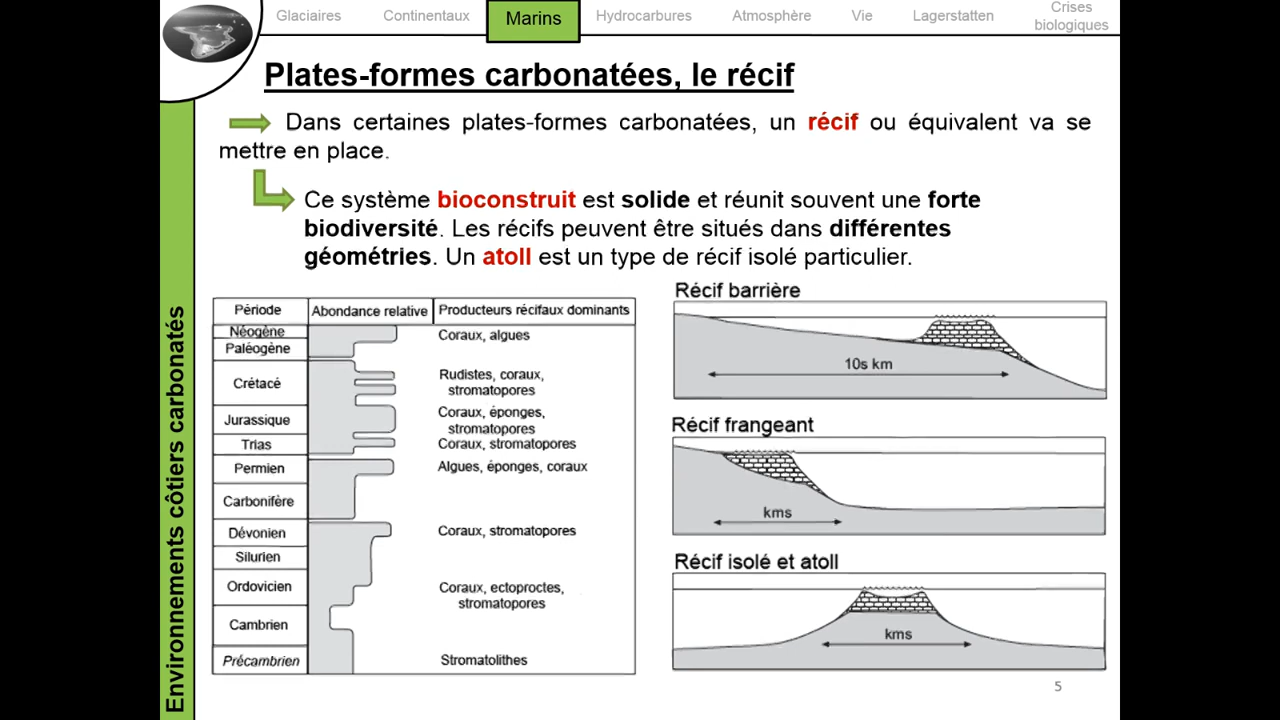 Glaciaires
Continentaux
Marins
Hydrocarbures
Atmosphère
Vie
Lagerstatten
Crises
biologiques
Plates-formes carbonatées, le récif
Dans certaines plates-formes carbonatées, un récif ou équivalent va se
mettre en place.
Ce système bioconstruit est solide et réunit souvent une forte
biodiversité. Les récifs peuvent être situés dans différentes
géométries. Un atoll est un type de récif isolé particulier.
Environnements côtiers carbonatés
Période
Abondance relative
Producteurs récifaux dominants
Néogène
Coraux, algues
Paléogène
Crétacé
Rudistes, coraux,
stromatopores
Jurassique
Coraux, éponges,
stromatopores
Trias
Coraux, stromatopores
Permien
Algues, éponges, coraux
Carbonifère
Dévonien
Coraux, stromatopores
Silurien
Ordovicien
Coraux, ectoproctes,
stromatopores
Cambrien
Précambrien
Stromatolithes
Récif barrière
10s km
Récif frangeant
kms
Récif isolé et atoll
kms
5